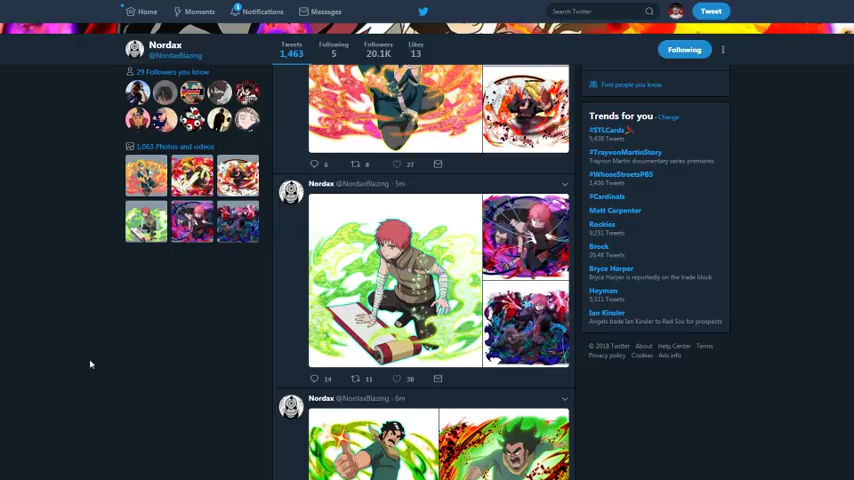 Home
Moments
1
Notifications
Messages
Search Twitter
Tweet
Nordax
@NordaxBlazing
Tweets
1,463
Following
5
Followers
20.1K
Likes
13
Following
29 Followers you know
1,063 Photos and videos
6
8
27
Nordax @NordaxBlazing · 5m
14
11
38
Nordax @NordaxBlazing · 6m
Find people you know
Trends for you · Change
#STLCards
5,438 Tweets
#TrayvonMartinStory
Trayvon Martin documentary series premieres
#WhoseStreetsPBS
1,436 Tweets
#Cardinals
Matt Carpenter
Rockies
9,251 Tweets
Brock
26.4K Tweets
Bryce Harper
Bryce Harper is reportedly on the trade block
Heyman
5,311 Tweets
Ian Kinsler
Angels trade Ian Kinsler to Red Sox for prospects
© 2018 Twitter About Help Center Terms
Privacy policy Cookies Ads info